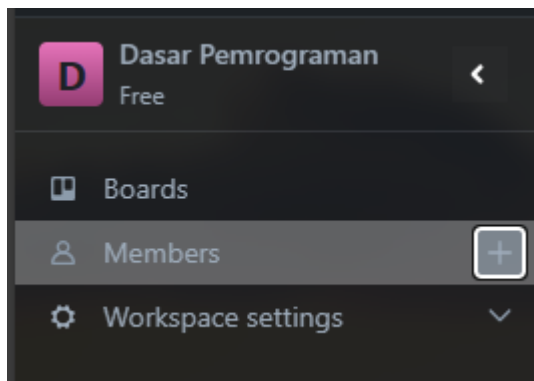 D
Dasar Pemrograman
Free
Boards
Members
Workspace settings